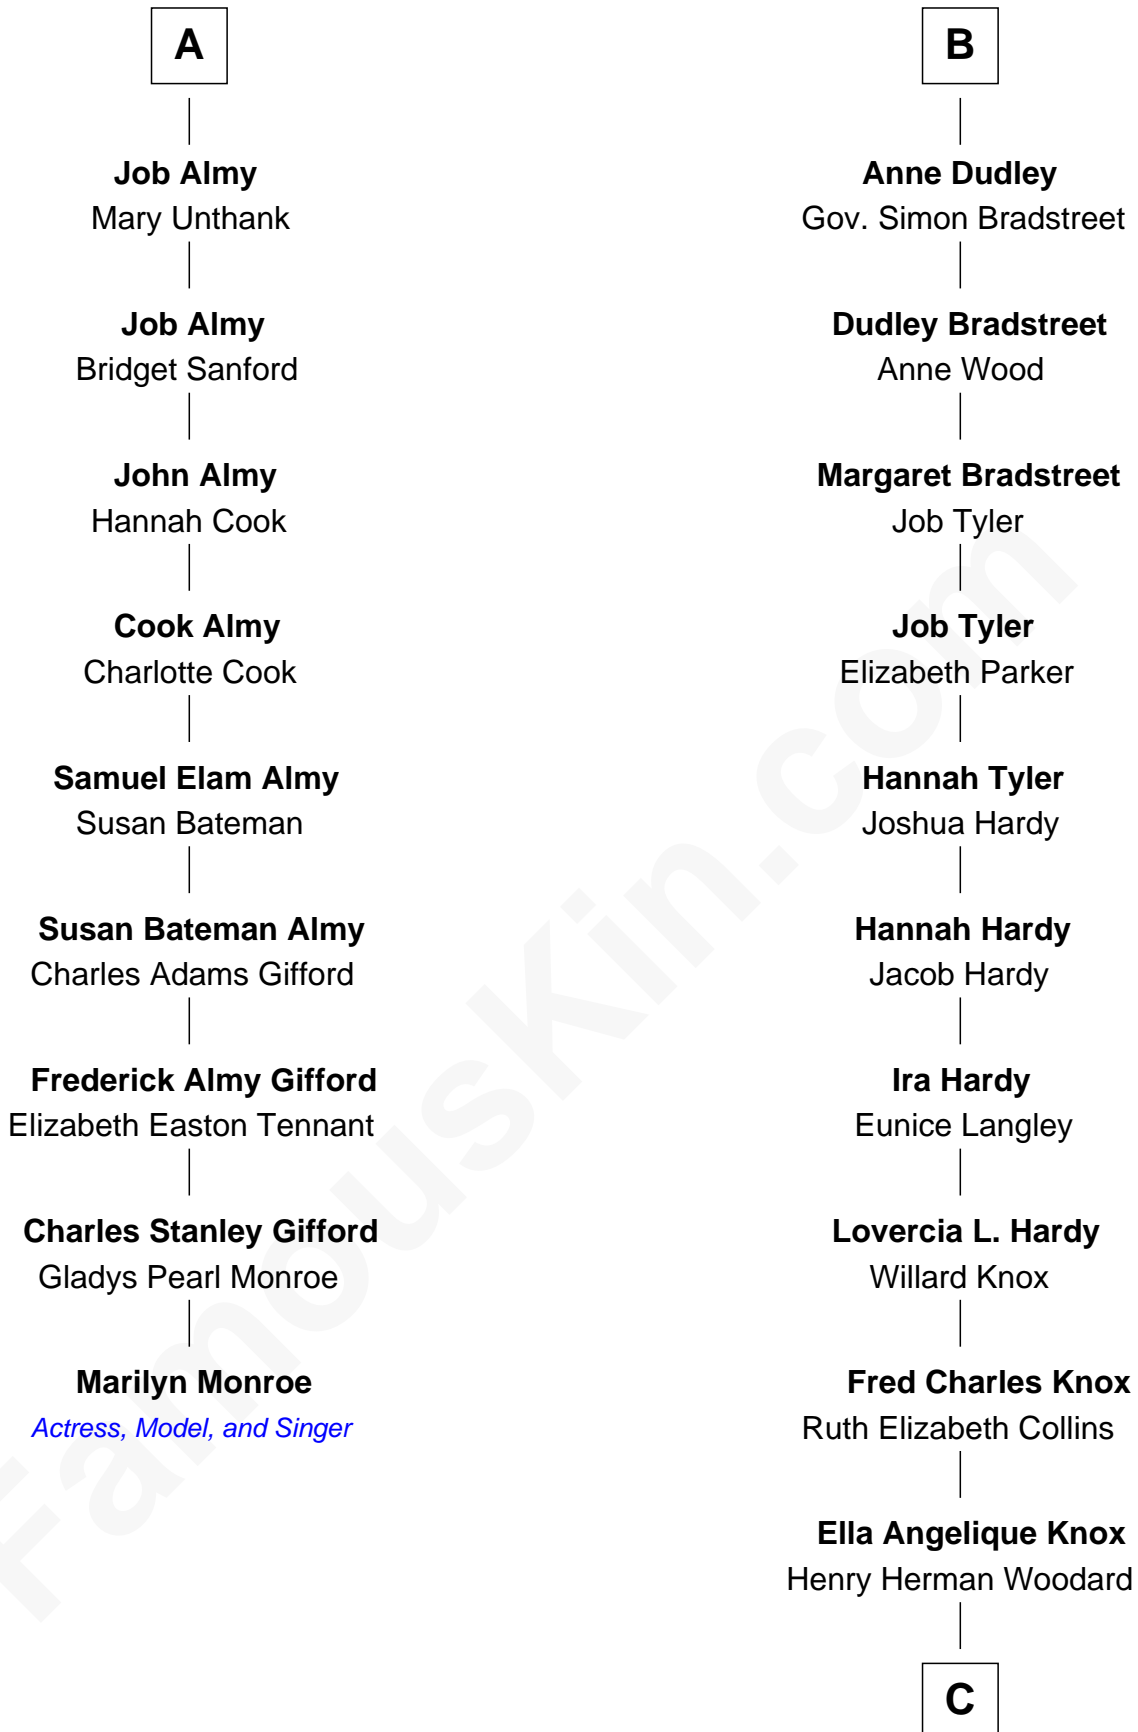 A
Job Almy
Mary Unthank
Job Almy
Bridget Sanford
John Almy
Hannah Cook
Cook Almy
Charlotte Cook
Samuel Elam Almy
Susan Bateman
Susan Bateman Almy
Charles Adams Gifford
Frederick Almy Gifford
Elizabeth Easton Tennant
Charles Stanley Gifford
Gladys Pearl Monroe
Marilyn Monroe
Actress, Model, and Singer
B
Anne Dudley
Gov. Simon Bradstreet
Dudley Bradstreet
Anne Wood
Margaret Bradstreet
Job Tyler
Job Tyler
Elizabeth Parker
Hannah Tyler
Joshua Hardy
Hannah Hardy
Jacob Hardy
Ira Hardy
Eunice Langley
Lovercia L. Hardy
Willard Knox
Fred Charles Knox
Ruth Elizabeth Collins
Ella Angelique Knox
Henry Herman Woodard
C
FamousKin.com